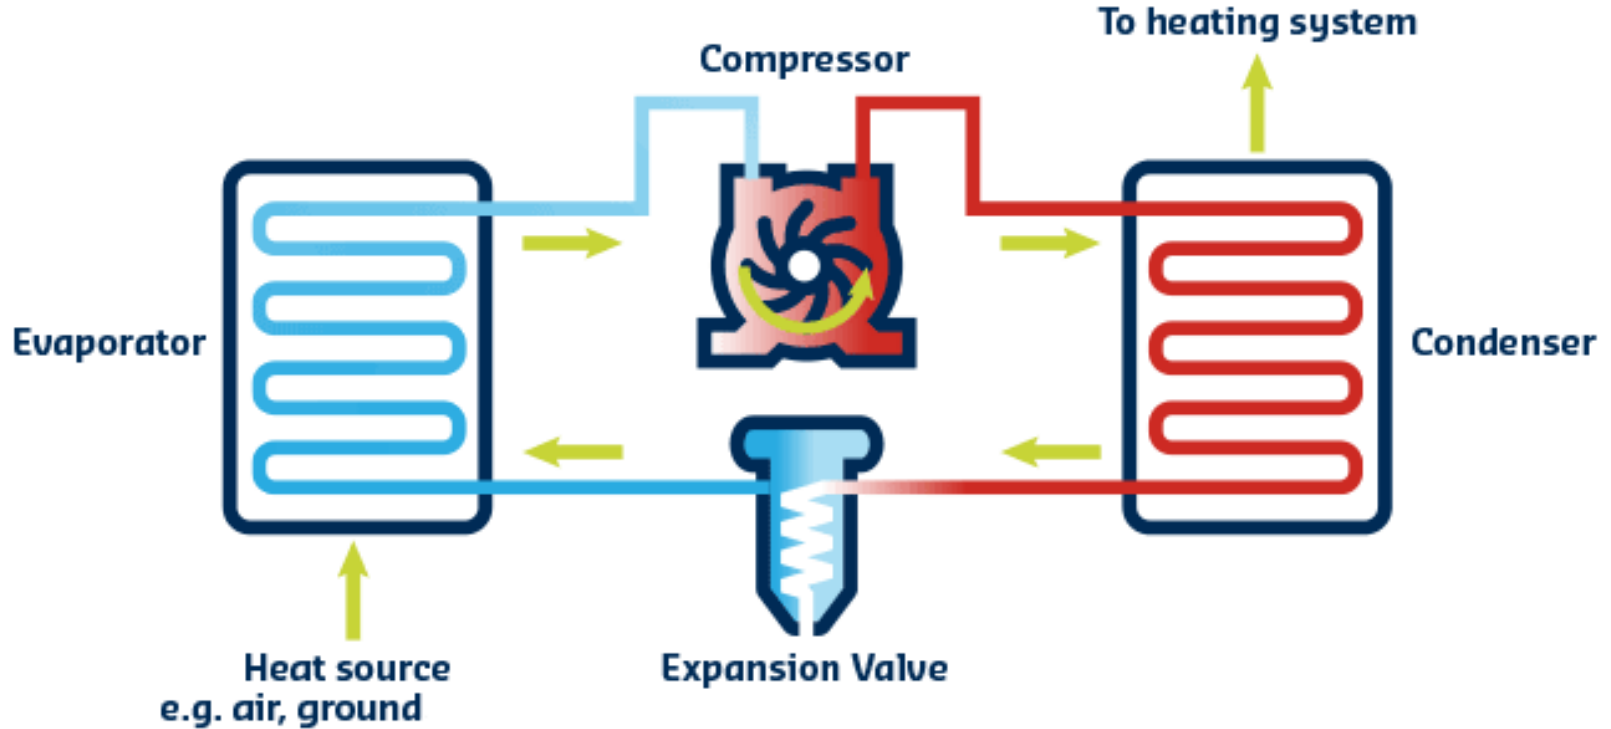 To heating system
Compressor
Evaporator
Condenser
Heat source
e.g. air, ground
Expansion Valve